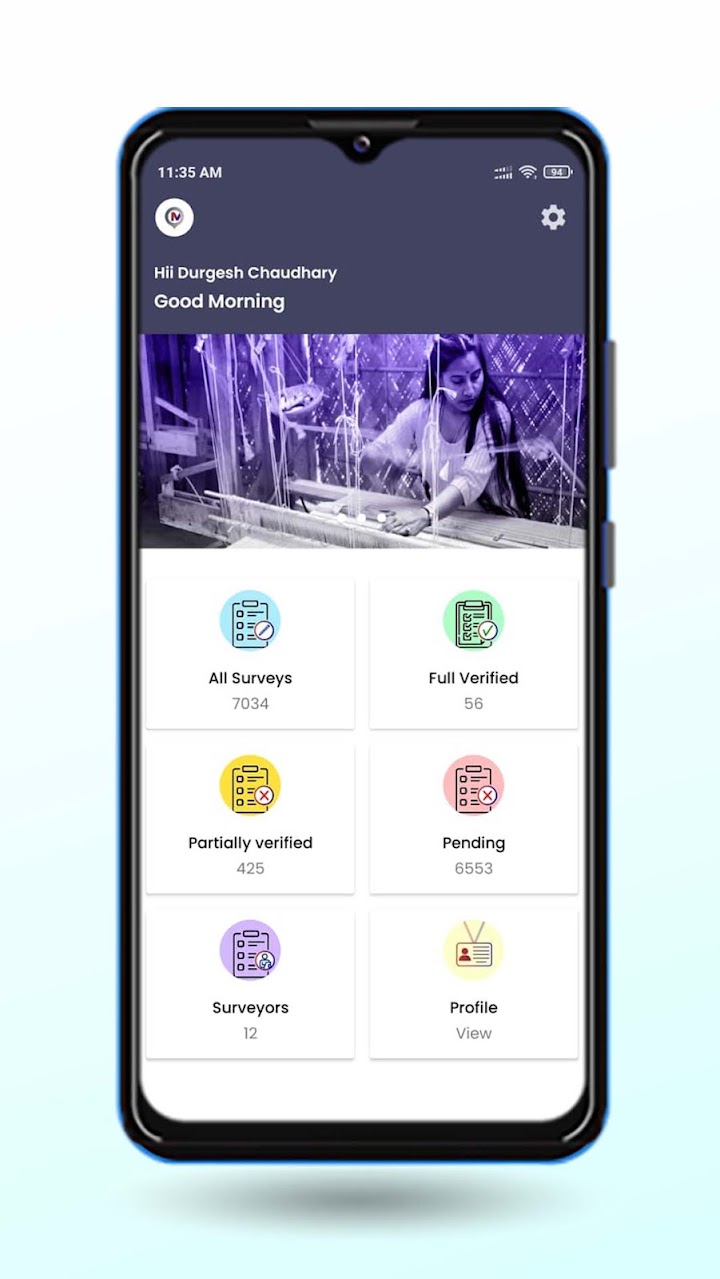 11:35 AM
94
Hii Durgesh Chaudhary
Good Morning
All Surveys
7034
Full Verified
56
Partially verified
425
Pending
6553
Surveyors
12
Profile
View